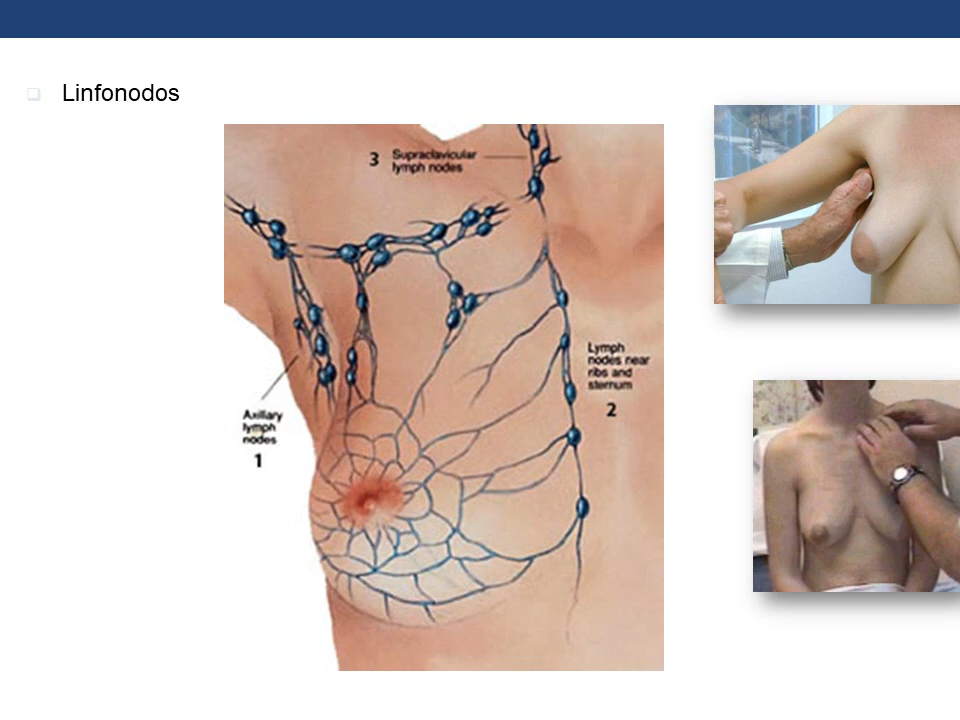 Linfonodos
3 Supraclavicular
lymph nodes
Lymph
nodes near
ribs and
sternum
2
Axillary
lymph
nodes
1